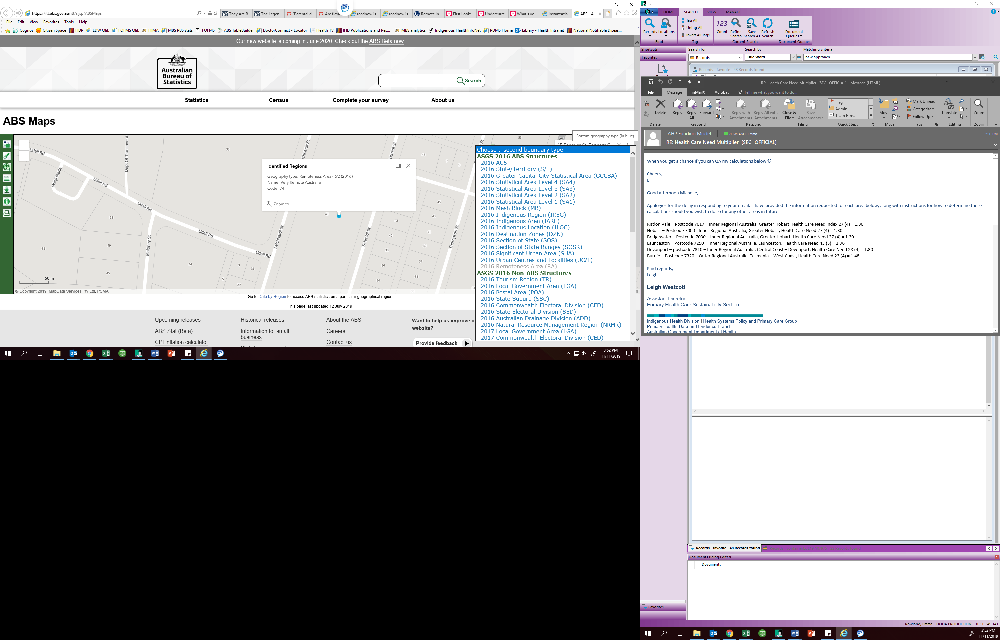 https://itt.abs.gov.au/itt/r.jsp?ABSMaps
They Are R...
The Legen...
'Parental al...
Are flexi
readnow.is...
readnow.is...
Remote In...
First Look: ...
Undercurre...
What's yo...
InstantAtla...
ABS - A...
File Edit View Favorites Tools Help
Cognos Citizen Space HDP EDW Qlik FOFMS Qlik HIMA MBS PBS stats FOFMS ABS TableBuilder DoctorConnect - Locator Health TV IHD Publications and Res... MBS analytics Indigenous HealthInfoNet PDMS Home Library - Health Intranet National Notifiable Diseas...
Our new website is coming in June 2020. Check out the ABS Beta now
Australian
Bureau of
Statistics
Search
Statistics Census Complete your survey About us
ABS Maps
Bottom geography type (in blue)
45 Schmidt St, Tennant C
Udall Rd
Munji Marla
Udall Rd
Dept Of Transport Ac
Udall Rd
Maloney St
Udall Rd
Udall Rd
Leichhardt St
Schmidt St
Thompson St
ichhardt St
chmidt St
33
53
48
7
9
45
43
42
41
40
39
38
37
36
35
34
33
31
53
49
35
45
44
3
31
5
29
45
Identified Regions
Geography type: Remoteness Area (RA) (2016)
Name: Very Remote Australia
Code: 74
Zoom to
60 m
© Copyright 2019, MapData Services Pty Ltd, PSMA
Choose a second boundary type
ASGS 2016 ABS Structures
2016 AUS
2016 State/Territory (S/T)
2016 Greater Capital City Statistical Area (GCCSA)
2016 Statistical Area Level 4 (SA4)
2016 Statistical Area Level 3 (SA3)
2016 Statistical Area Level 2 (SA2)
2016 Statistical Area Level 1 (SA1)
2016 Mesh Block (MB)
2016 Indigenous Region (IREG)
2016 Indigenous Area (IARE)
2016 Indigenous Location (ILOC)
2016 Destination Zones (DZN)
2016 Section of State (SOS)
2016 Section of State Ranges (SOSR)
2016 Significant Urban Area (SUA)
2016 Urban Centres and Localities (UC/L)
2016 Remoteness Area (RA)
ASGS 2016 Non-ABS Structures
2016 Tourism Region (TR)
2016 Local Government Area (LGA)
2016 Postal Area (POA)
2016 State Suburb (SSC)
2016 Commonwealth Electoral Division (CED)
2016 State Electoral Division (SED)
2016 Australian Drainage Division (ADD)
2016 Natural Resource Management Region (NRMR)
2017 Local Government Area (LGA)
2017 Commonwealth Electoral Division (CED)
Go to Data by Region to access ABS statistics on a particular geographical region
This page last updated 12 July 2019
Upcoming releases
ABS.Stat (Beta)
CPI inflation calculator
Historical releases
Information for small
business
About the ABS
Careers
Contact us
Want to help us improve ou
website?
Provide feedback
3:52 PM
11/11/2019
HOME SEARCH VIEW MANAGE
Records Locations
Find
Tag All
Untag All
Invert All Tags
Tag
123
Count
Refine
Search
Save
Search As
Refresh
Search
Current Search
Document
Queues
Document Queues
Shortcuts
Favorites
Search for Search by Matching criteria
Records Title Word new approach
Records - favorite - 48 Records found
RE: Health Care Need Multiplier [SEC=OFFICIAL] - Message (HTML)
File Message inMailX Acrobat Tell me what you want to do...
Delete
Delete
Reply
Reply
All
Forward
Respond
Reply with
Attachments
Reply All with
Attachments
Respond
Close &
File
Save
Attachments
Filing
Flag
Admin
Team E-mail
Quick Steps
Move
Move
Mark Unread
Categorize
Follow Up
Tags
Translate
Editing
Zoom
Zoom
IAHP Funding Model ROWLAND, Emma 2:50 PM
RE: Health Care Need Multiplier [SEC=OFFICIAL]
When you get a chance if you can QA my calculations below ☺
Cheers,
L
Good afternoon Michelle,
Apologies for the delay in responding to your email. I have provided the information requested for each area below, along with instructions for how to determine these
calculations should you wish to do so for any other areas in future.
Risdon Vale – Postcode 7017 – Inner Regional Australia, Greater Hobart Health Care Need index 27 (4) = 1.30
Hobart – Postcode 7000 - Inner Regional Australia, Greater Hobart, Health Care Need 27 (4) = 1.30
Bridgewater – Postcode 7030 – Inner Regional Australia, Greater Hobart, Health Care Need 27 (4) = 1.30
Launceston – Postcode 7250 – Inner Regional Australia, Launceston, Health Care Need 43 (3) = 1.96
Devonport – postcode 7310 – Inner Regional Australia, Central Coast – Devonport, Health Care Need 28 (4) = 1.30
Burnie – Postcode 7320 – Outer Regional Australia, Tasmania – West Coast, Health Care Need 23 (4) = 1.48
Kind regards,
Leigh
Leigh Westcott
Assistant Director
Primary Health Care Sustainability Section
Indigenous Health Division | Health Systems Policy and Primary Care Group
Primary Health, Data and Evidence Branch
Australian Government Department of Health
Records - favorite - 48 Records found
Documents Being Edited
Documents
Favorites
Rowland, Emma DOHA PRODUCTION 10.50.249.141
3:52 PM
11/11/2019